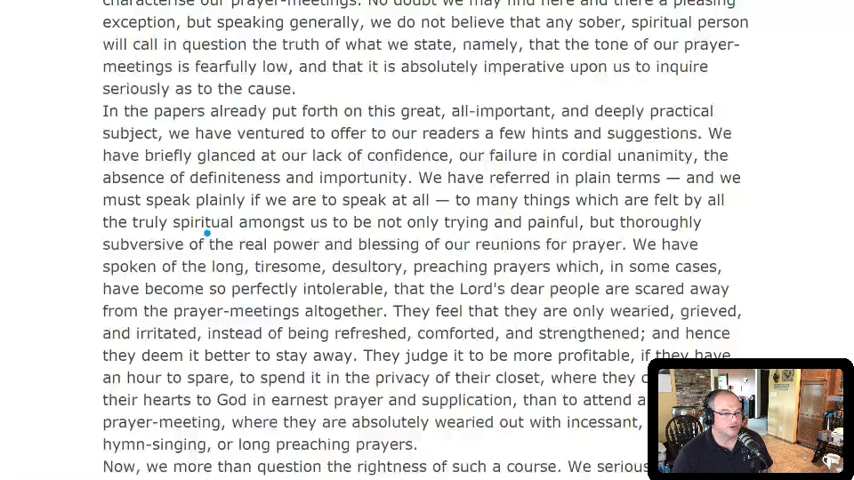 characterise our prayer-meetings. No doubt we may find here and there a pleasing
exception, but speaking generally, we do not believe that any sober, spiritual person
will call in question the truth of what we state, namely, that the tone of our prayer-
meetings is fearfully low, and that it is absolutely imperative upon us to inquire
seriously as to the cause.
In the papers already put forth on this great, all-important, and deeply practical
subject, we have ventured to offer to our readers a few hints and suggestions. We
have briefly glanced at our lack of confidence, our failure in cordial unanimity, the
absence of definiteness and importunity. We have referred in plain terms — and we
must speak plainly if we are to speak at all — to many things which are felt by all
the truly spiritual amongst us to be not only trying and painful, but thoroughly
subversive of the real power and blessing of our reunions for prayer. We have
spoken of the long, tiresome, desultory, preaching prayers which, in some cases,
have become so perfectly intolerable, that the Lord's dear people are scared away
from the prayer-meetings altogether. They feel that they are only wearied, grieved,
and irritated, instead of being refreshed, comforted, and strengthened; and hence
they deem it better to stay away. They judge it to be more profitable, if they have
an hour to spare, to spend it in the privacy of their closet, where they
their hearts to God in earnest prayer and supplication, than to attend
prayer-meeting, where they are absolutely wearied out with incessant,
hymn-singing, or long preaching prayers.
Now, we more than question the rightness of such a course. We